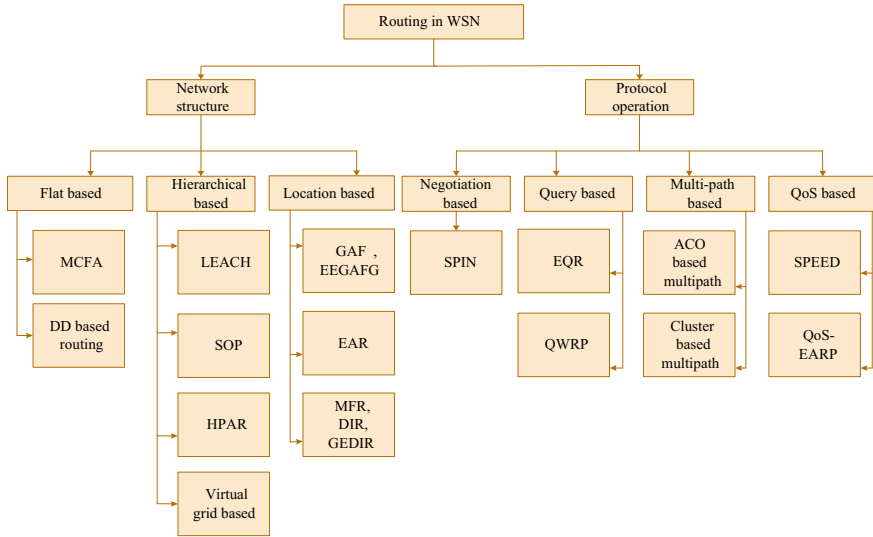 Routing in WSN
Network
structure
Protocol
operation
Flat based
Hierarchical
based
Location based
Negotiation
based
Query based
Multi-path
based
QoS based
MCFA
DD based
routing
LEACH
SOP
HPAR
Virtual
grid based
GAF ,
EEGAFG
EAR
MFR,
DIR,
GEDIR
SPIN
EQR
QWRP
ACO
based
multipath
Cluster
based
multipath
SPEED
QoS-
EARP